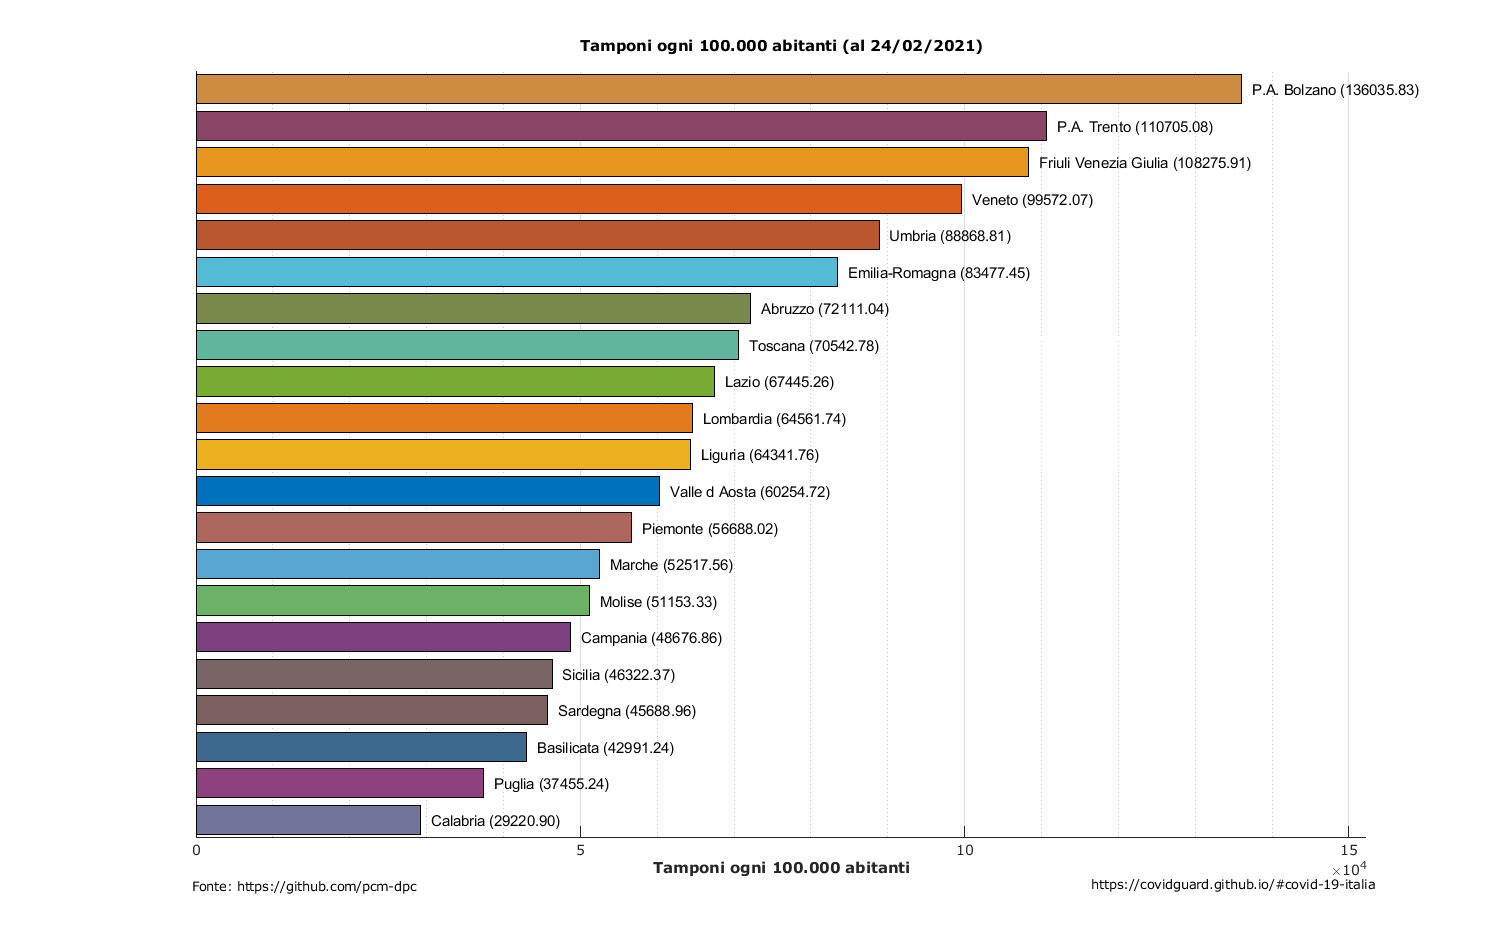 Tamponi ogni 100.000 abitanti (al 24/02/2021)
P.A. Bolzano (136035.83)
P.A. Trento (110705.08)
Friuli Venezia Giulia (108275.91)
Veneto (99572.07)
Umbria (88868.81)
Emilia-Romagna (83477.45)
Abruzzo (72111.04)
Toscana (70542.78)
Lazio (67445.26)
Lombardia (64561.74)
Liguria (64341.76)
Valle d Aosta (60254.72)
Piemonte (56688.02)
Marche (52517.56)
Molise (51153.33)
Campania (48676.86)
Sicilia (46322.37)
Sardegna (45688.96)
Basilicata (42991.24)
Puglia (37455.24)
Calabria (29220.90)
0 5 10 15
×10⁴
Tamponi ogni 100.000 abitanti
Fonte: https://github.com/pcm-dpc
https://covidguard.github.io/#covid-19-italia